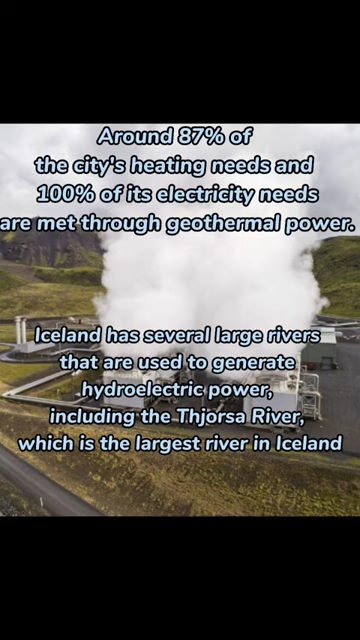 Around 87% of
the city's heating needs and
100% of its electricity needs
are met through geothermal power.
Iceland has several large rivers
that are used to generate
hydroelectric power,
including the Thjorsa River,
which is the largest river in Iceland